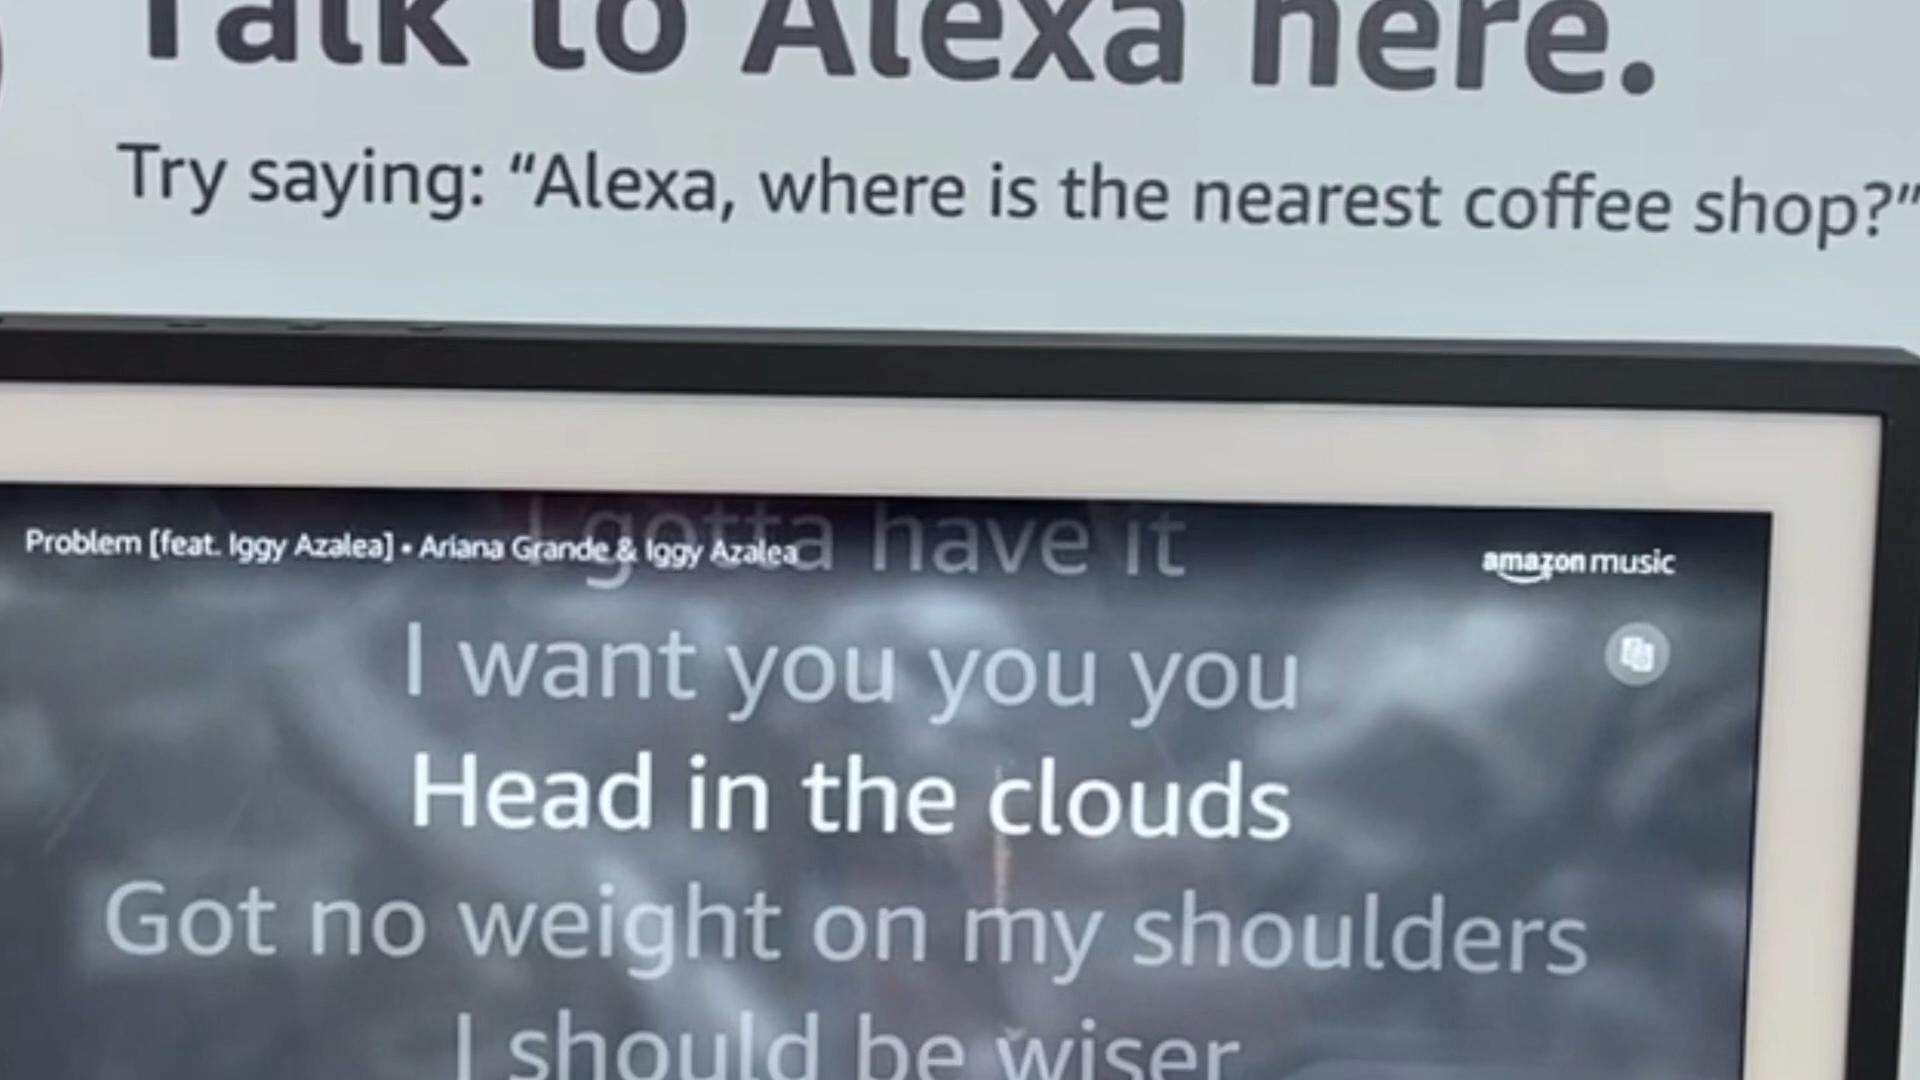 Talk to Alexa here.
Try saying: “Alexa, where is the nearest coffee shop?”
I gotta have it
Problem [feat. Iggy Azalea] • Ariana Grande & Iggy Azalea
amazon music
I want you you you
Head in the clouds
Got no weight on my shoulders
I should be wiser